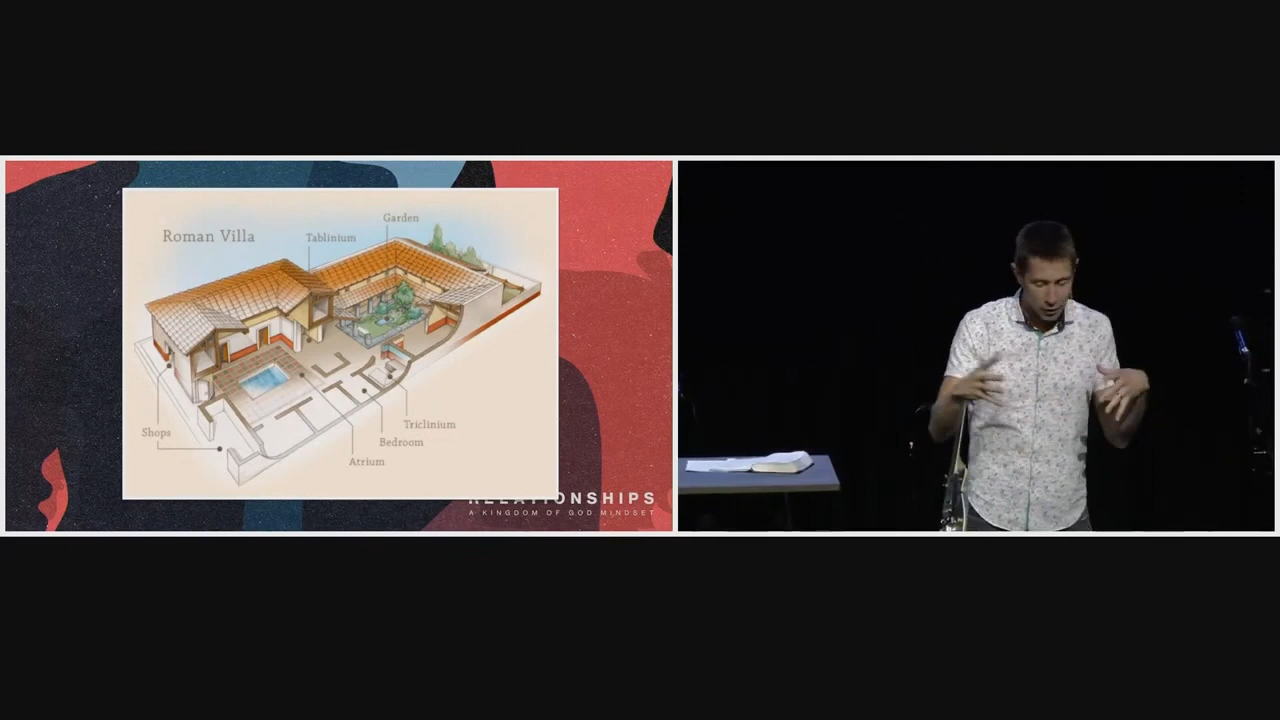 Roman Villa
Garden
Tablinium
Shops
Triclinium
Bedroom
Atrium
RELATIONSHIPS
A KINGDOM OF GOD MINDSET